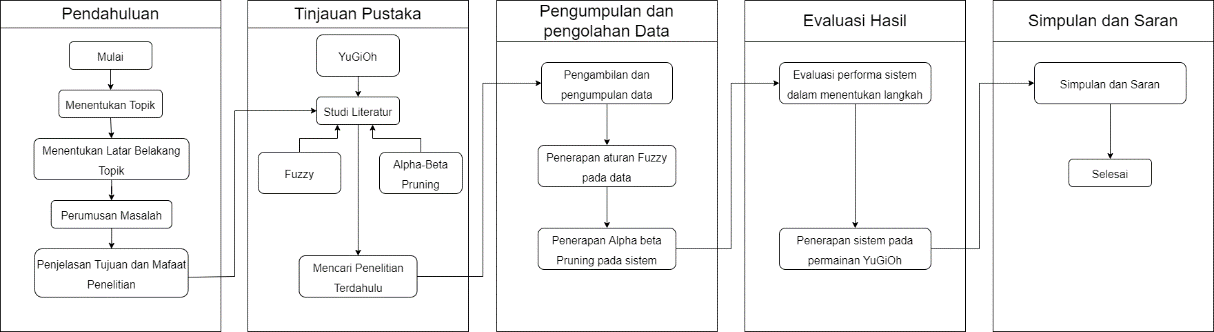 Pendahuluan
Mulai
Menentukan Topik
Menentukan Latar Belakang
Topik
Perumusan Masalah
Penjelasan Tujuan dan Mafaat
Penelitian
Tinjauan Pustaka
YuGiOh
Studi Literatur
Fuzzy
Alpha-Beta
Pruning
Mencari Penelitian
Terdahulu
Pengumpulan dan
pengolahan Data
Pengambilan dan
pengumpulan data
Penerapan aturan Fuzzy
pada data
Penerapan Alpha beta
Pruning pada sistem
Evaluasi Hasil
Evaluasi performa sistem
dalam menentukan langkah
Penerapan sistem pada
permainan YuGiOh
Simpulan dan Saran
Simpulan dan Saran
Selesai